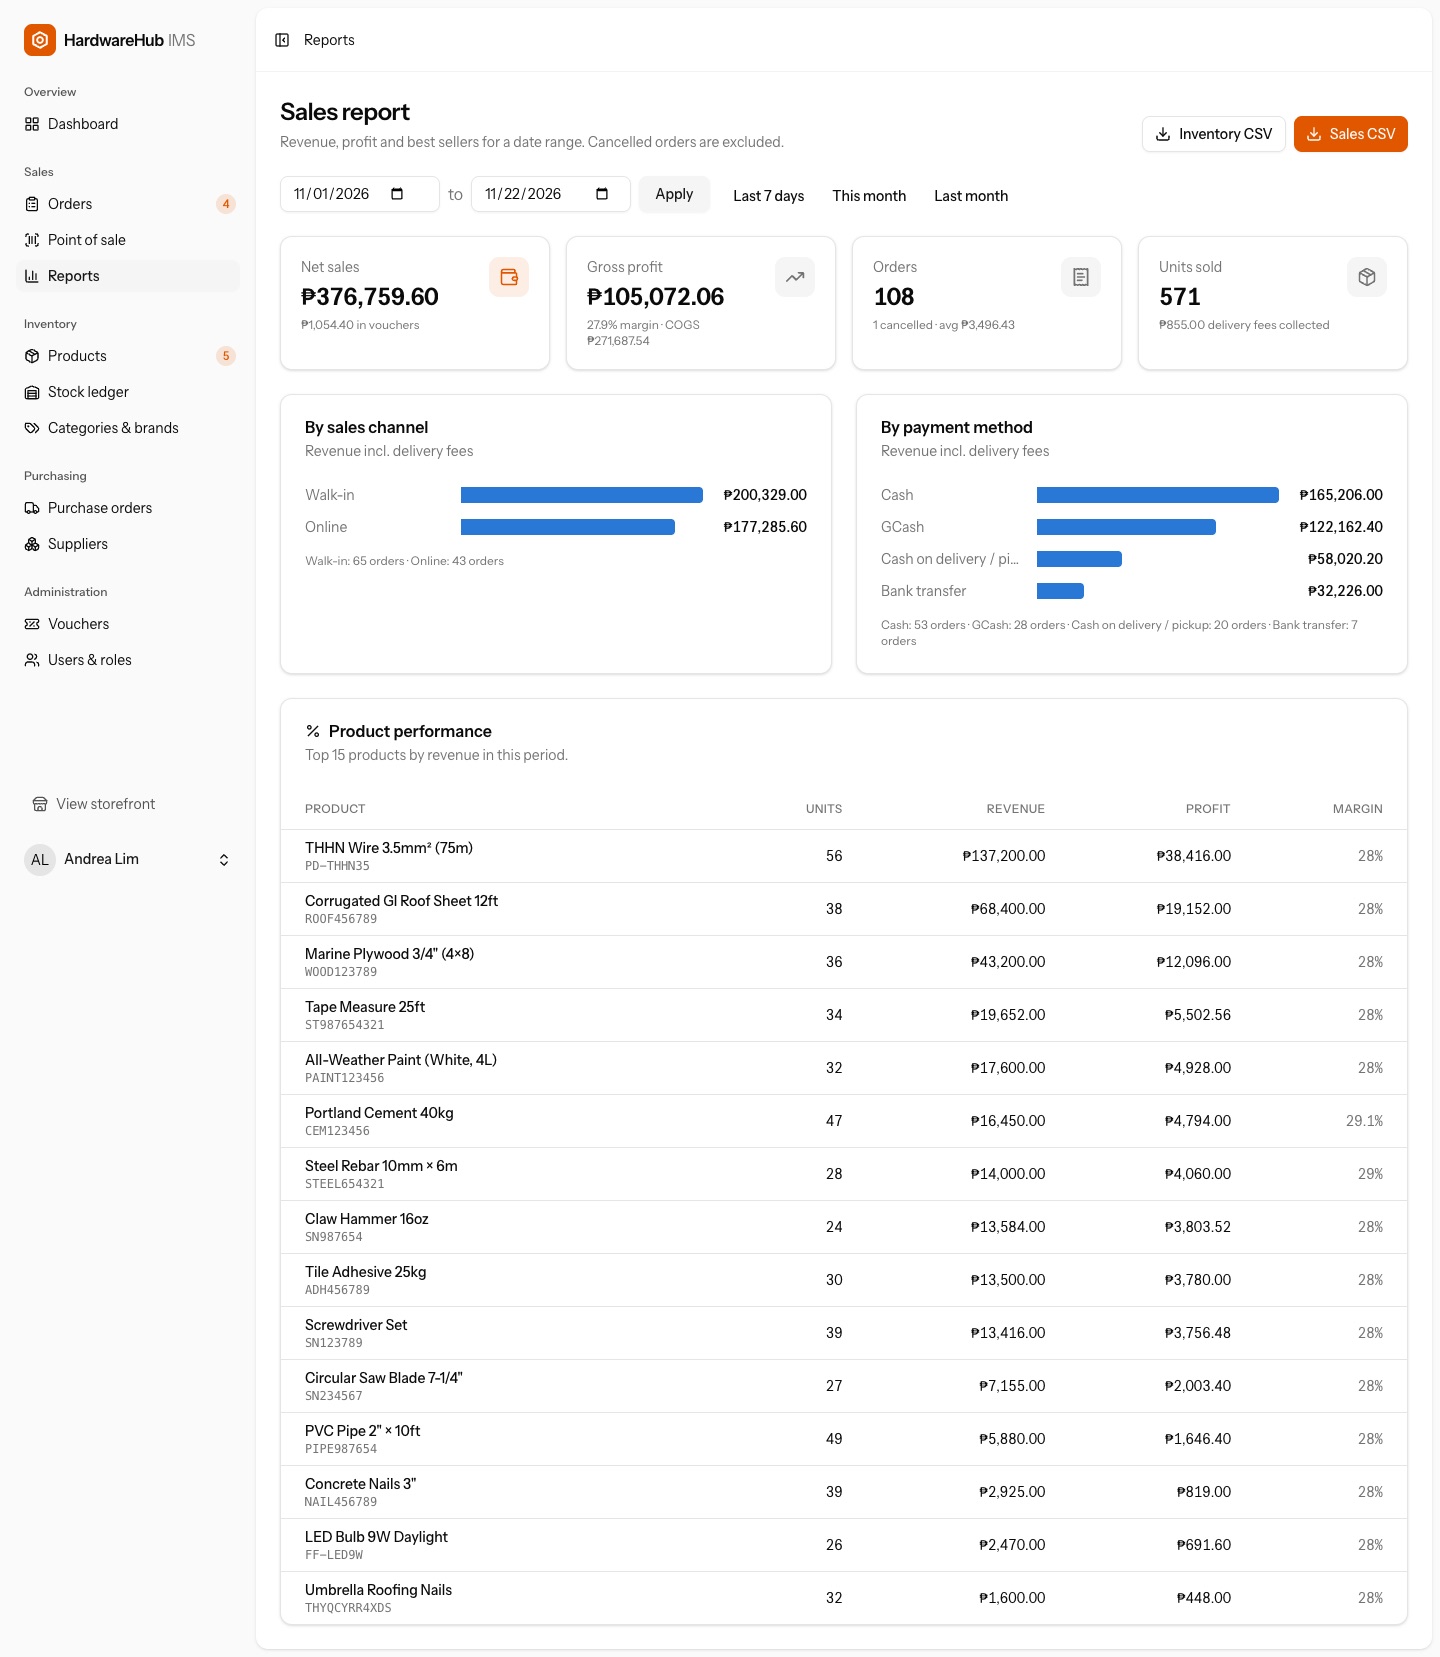 HardwareHub IMS
Overview
Dashboard
Sales
Orders 4
Point of sale
Reports
Inventory
Products 5
Stock ledger
Categories & brands
Purchasing
Purchase orders
Suppliers
Administration
Vouchers
Users & roles
View storefront
AL Andrea Lim
Reports
Sales report
Revenue, profit and best sellers for a date range. Cancelled orders are excluded.
Inventory CSV
Sales CSV
11/01/2026 to 11/22/2026 Apply Last 7 days This month Last month
Net sales
₱376,759.60
₱1,054.40 in vouchers
Gross profit
₱105,072.06
27.9% margin · COGS
₱271,687.54
Orders
108
1 cancelled · avg ₱3,496.43
Units sold
571
₱855.00 delivery fees collected
By sales channel
Revenue incl. delivery fees
Walk-in ₱200,329.00
Online ₱177,285.60
Walk-in: 65 orders · Online: 43 orders
By payment method
Revenue incl. delivery fees
Cash ₱165,206.00
GCash ₱122,162.40
Cash on delivery / pi... ₱58,020.20
Bank transfer ₱32,226.00
Cash: 53 orders · GCash: 28 orders · Cash on delivery / pickup: 20 orders · Bank transfer: 7
orders
Product performance
Top 15 products by revenue in this period.
PRODUCT UNITS REVENUE PROFIT MARGIN
THHN Wire 3.5mm² (75m)
PD-THHN35
56 ₱137,200.00 ₱38,416.00 28%
Corrugated GI Roof Sheet 12ft
ROOF456789
38 ₱68,400.00 ₱19,152.00 28%
Marine Plywood 3/4" (4×8)
WOOD123789
36 ₱43,200.00 ₱12,096.00 28%
Tape Measure 25ft
ST987654321
34 ₱19,652.00 ₱5,502.56 28%
All-Weather Paint (White, 4L)
PAINT123456
32 ₱17,600.00 ₱4,928.00 28%
Portland Cement 40kg
CEM123456
47 ₱16,450.00 ₱4,794.00 29.1%
Steel Rebar 10mm × 6m
STEEL654321
28 ₱14,000.00 ₱4,060.00 29%
Claw Hammer 16oz
SN987654
24 ₱13,584.00 ₱3,803.52 28%
Tile Adhesive 25kg
ADH456789
30 ₱13,500.00 ₱3,780.00 28%
Screwdriver Set
SN123789
39 ₱13,416.00 ₱3,756.48 28%
Circular Saw Blade 7-1/4"
SN234567
27 ₱7,155.00 ₱2,003.40 28%
PVC Pipe 2" × 10ft
PIPE987654
49 ₱5,880.00 ₱1,646.40 28%
Concrete Nails 3"
NAIL456789
39 ₱2,925.00 ₱819.00 28%
LED Bulb 9W Daylight
FF-LED9W
26 ₱2,470.00 ₱691.60 28%
Umbrella Roofing Nails
THYQCYRR4XDS
32 ₱1,600.00 ₱448.00 28%